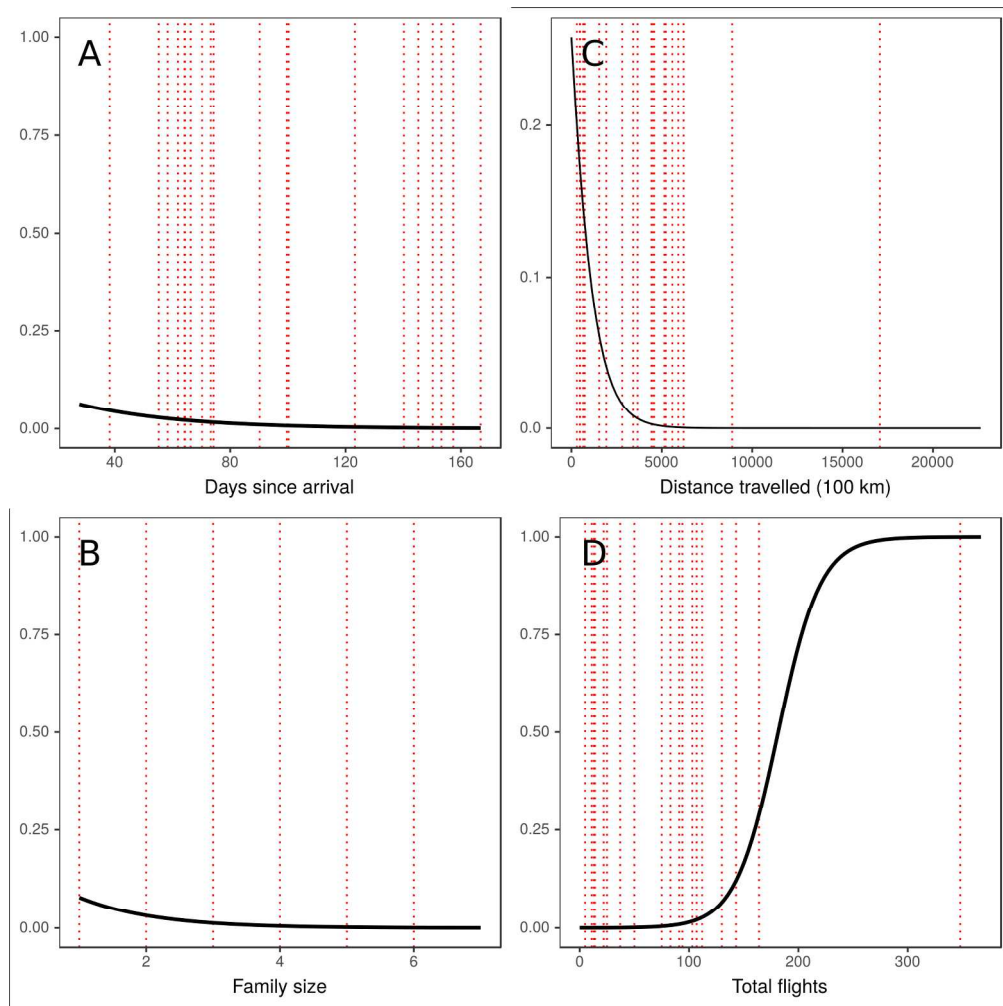 A
1.00
0.75
0.50
0.25
0.00
40 80 120 160
Days since arrival
C
0.2
0.1
0.0
0 5000 10000 15000 20000
Distance travelled (100 km)
B
1.00
0.75
0.50
0.25
0.00
2 4 6
Family size
D
1.00
0.75
0.50
0.25
0.00
0 100 200 300
Total flights